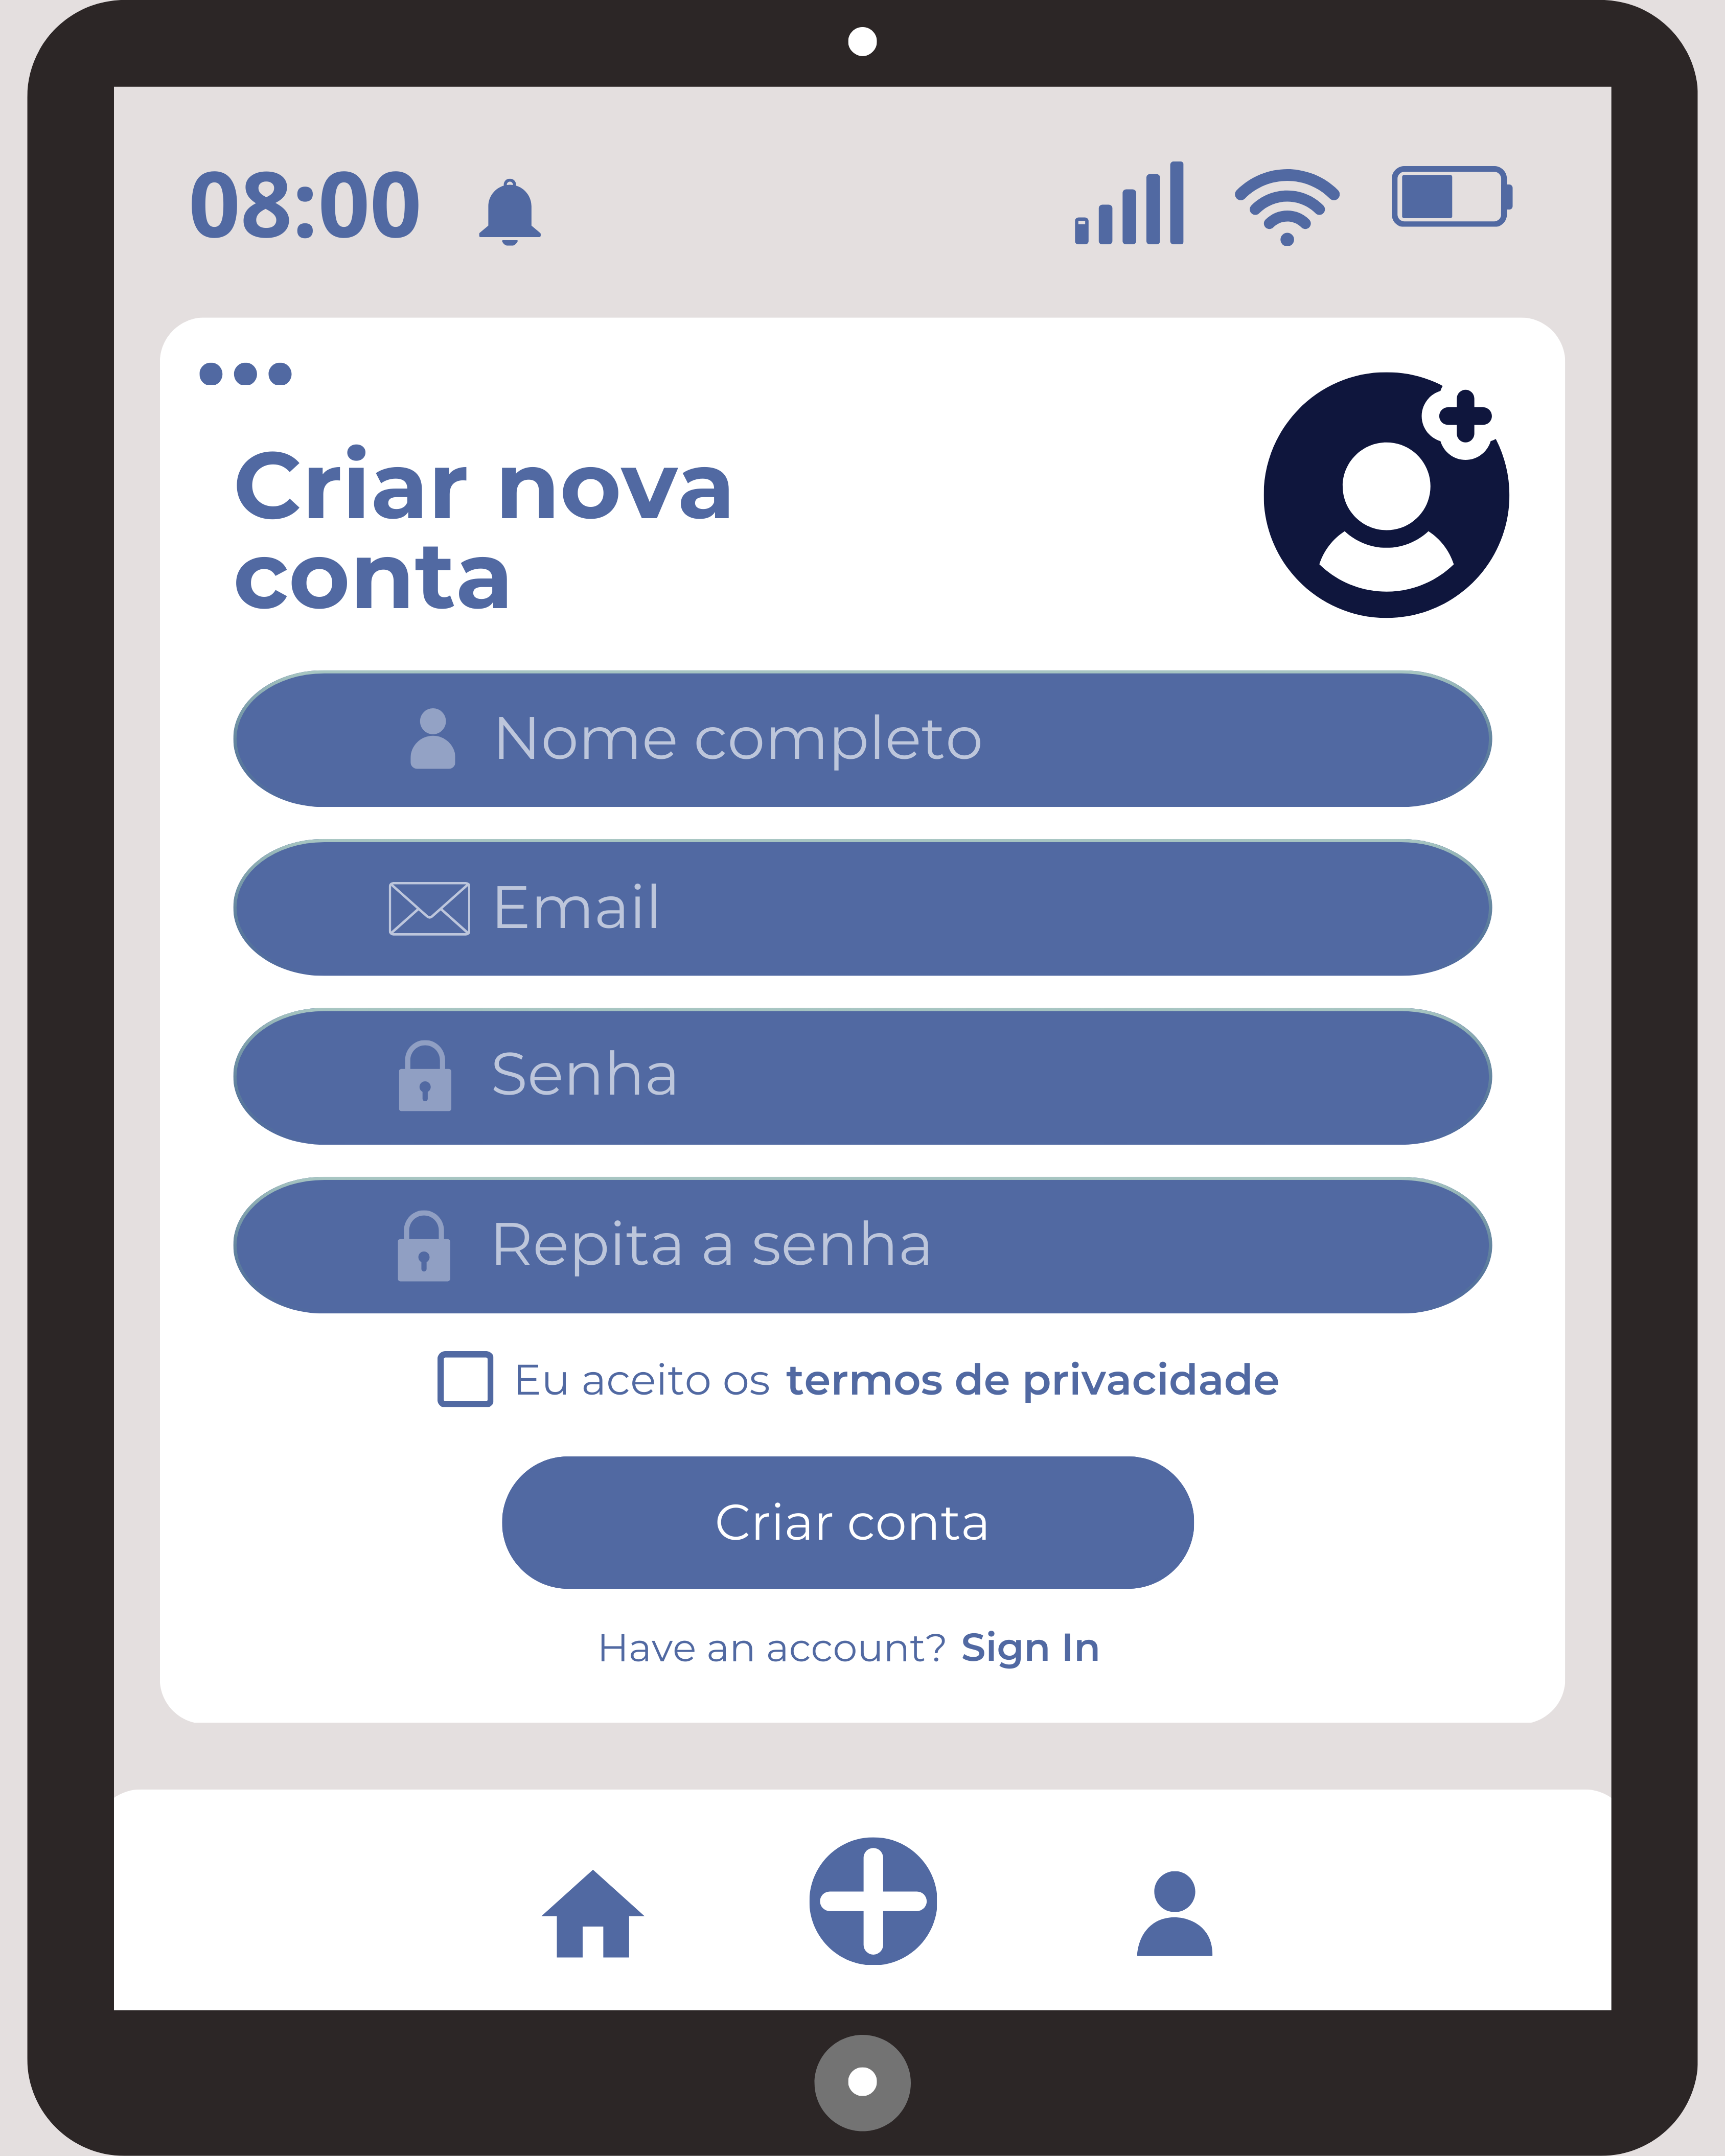 08:00
Criar nova
conta
Nome completo
Email
Senha
Repita a senha
Eu aceito os termos de privacidade
Criar conta
Have an account? Sign In